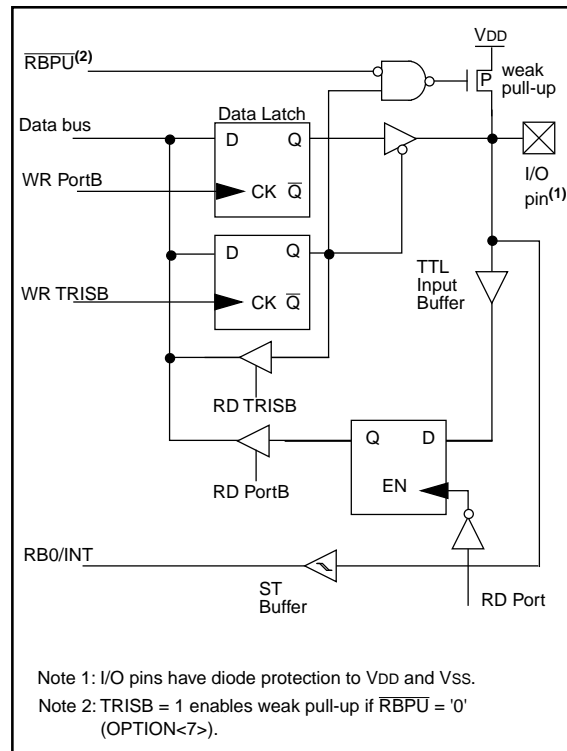 VDD
RBPU(2)
weak
pull-up
P
Data Latch
Data bus
D Q
I/O
pin(1)
WR PortB
CK Q
D Q
TTL
Input
Buffer
WR TRISB
CK Q
RD TRISB
Q D
RD PortB
EN
RB0/INT
ST
Buffer
RD Port
Note 1: I/O pins have diode protection to VDD and VSS.
Note 2: TRISB = 1 enables weak pull-up if RBPU = '0'
(OPTION<7>).